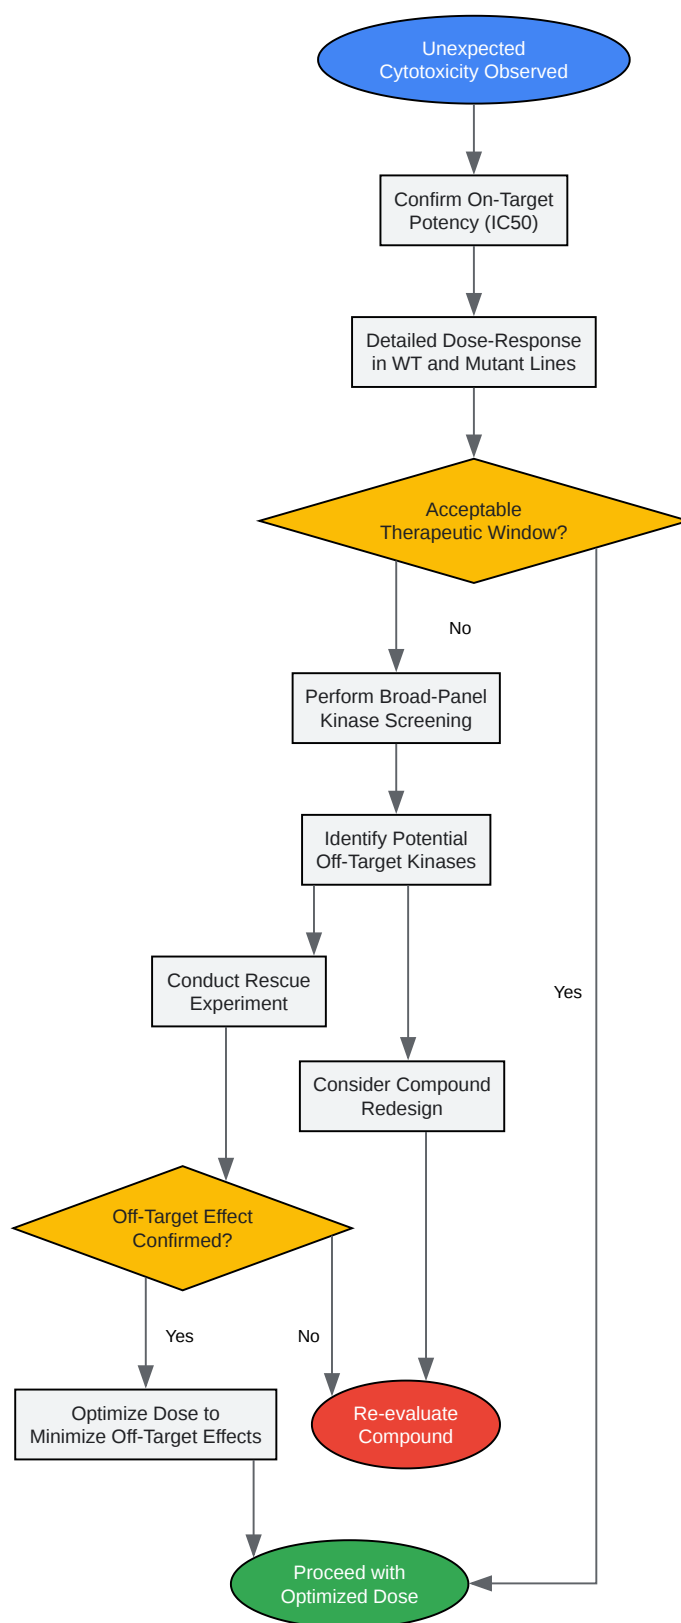 Unexpected
Cytotoxicity Observed
Confirm On-Target
Potency (IC50)
Detailed Dose-Response
in WT and Mutant Lines
Acceptable
Therapeutic Window?
No
Perform Broad-Panel
Kinase Screening
Identify Potential
Off-Target Kinases
Conduct Rescue
Experiment
Yes
Consider Compound
Redesign
Off-Target Effect
Confirmed?
Yes
No
Optimize Dose to
Minimize Off-Target Effects
Re-evaluate
Compound
Proceed with
Optimized Dose